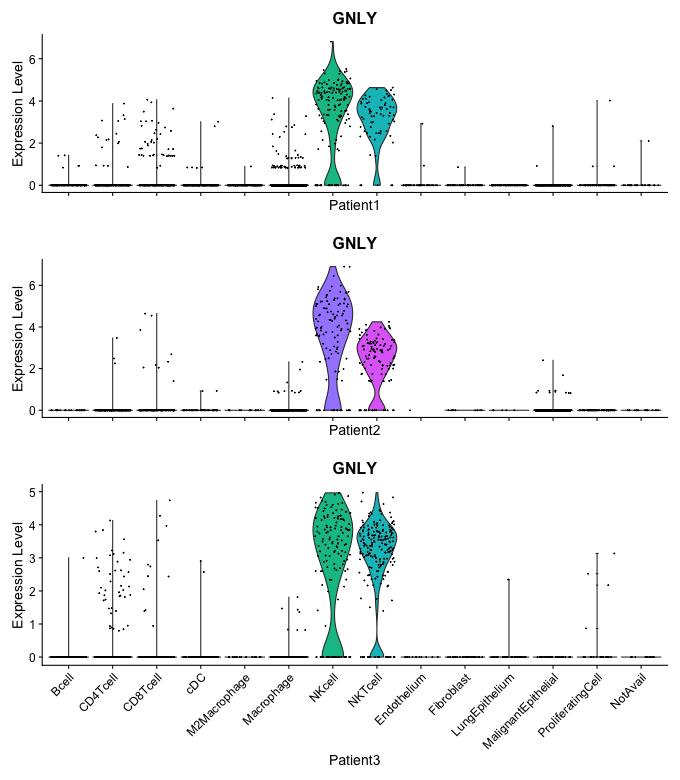 GNLY
Expression Level
6
4
2
0
Patient1
GNLY
Expression Level
6
4
2
0
Patient2
GNLY
Expression Level
5
4
3
2
1
0
Bcell
CD4Tcell
CD8Tcell
cDC
M2Macrophage
Macrophage
NKcell
NKTcell
Endothelium
Fibroblast
LungEpithelium
MalignantEpithelial
ProliferatingCell
NotAvail
Patient3